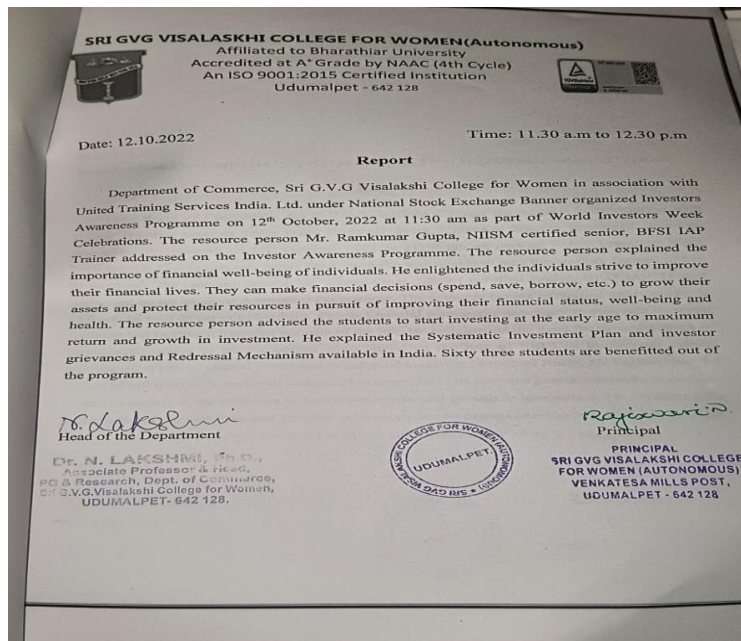 SRI GVG VISALASKHI COLLEGE FOR WOMEN(Autonomous)
Affiliated to Bharathiar University
Accredited at A⁺ Grade by NAAC (4th Cycle)
An ISO 9001:2015 Certified Institution
Udumalpet - 642 128
Date: 12.10.2022
Time: 11.30 a.m to 12.30 p.m
Report
Department of Commerce, Sri G.V.G Visalakshi College for Women in association with
United Training Services India. Ltd. under National Stock Exchange Banner organized Investors
Awareness Programme on 12th October, 2022 at 11:30 am as part of World Investors Week
Celebrations. The resource person Mr. Ramkumar Gupta, NIISM certified senior, BFSI IAP
Trainer addressed on the Investor Awareness Programme. The resource person explained the
importance of financial well-being of individuals. He enlightened the individuals strive to improve
their financial lives. They can make financial decisions (spend, save, borrow, etc.) to grow their
assets and protect their resources in pursuit of improving their financial status, well-being and
health. The resource person advised the students to start investing at the early age to maximum
return and growth in investment. He explained the Systematic Investment Plan and investor
grievances and Redressal Mechanism available in India. Sixty three students are benefitted out of
the program.
N. Lakshmi
Head of the Department
Dr. N. LAKSHMI, Ph.D.,
Associate Professor & Head,
PG & Research, Dept. of Commerce,
Sri G.V.G.Visalakshi College for Women,
UDUMALPET- 642 128.
SRI GVG VISALAKSHI COLLEGE FOR WOMEN (AUTONOMOUS)
UDUMALPET.
Rajeswari.N
Principal
PRINCIPAL
SRI GVG VISALAKSHI COLLEGE
FOR WOMEN (AUTONOMOUS)
VENKATESA MILLS POST,
UDUMALPET - 642 128